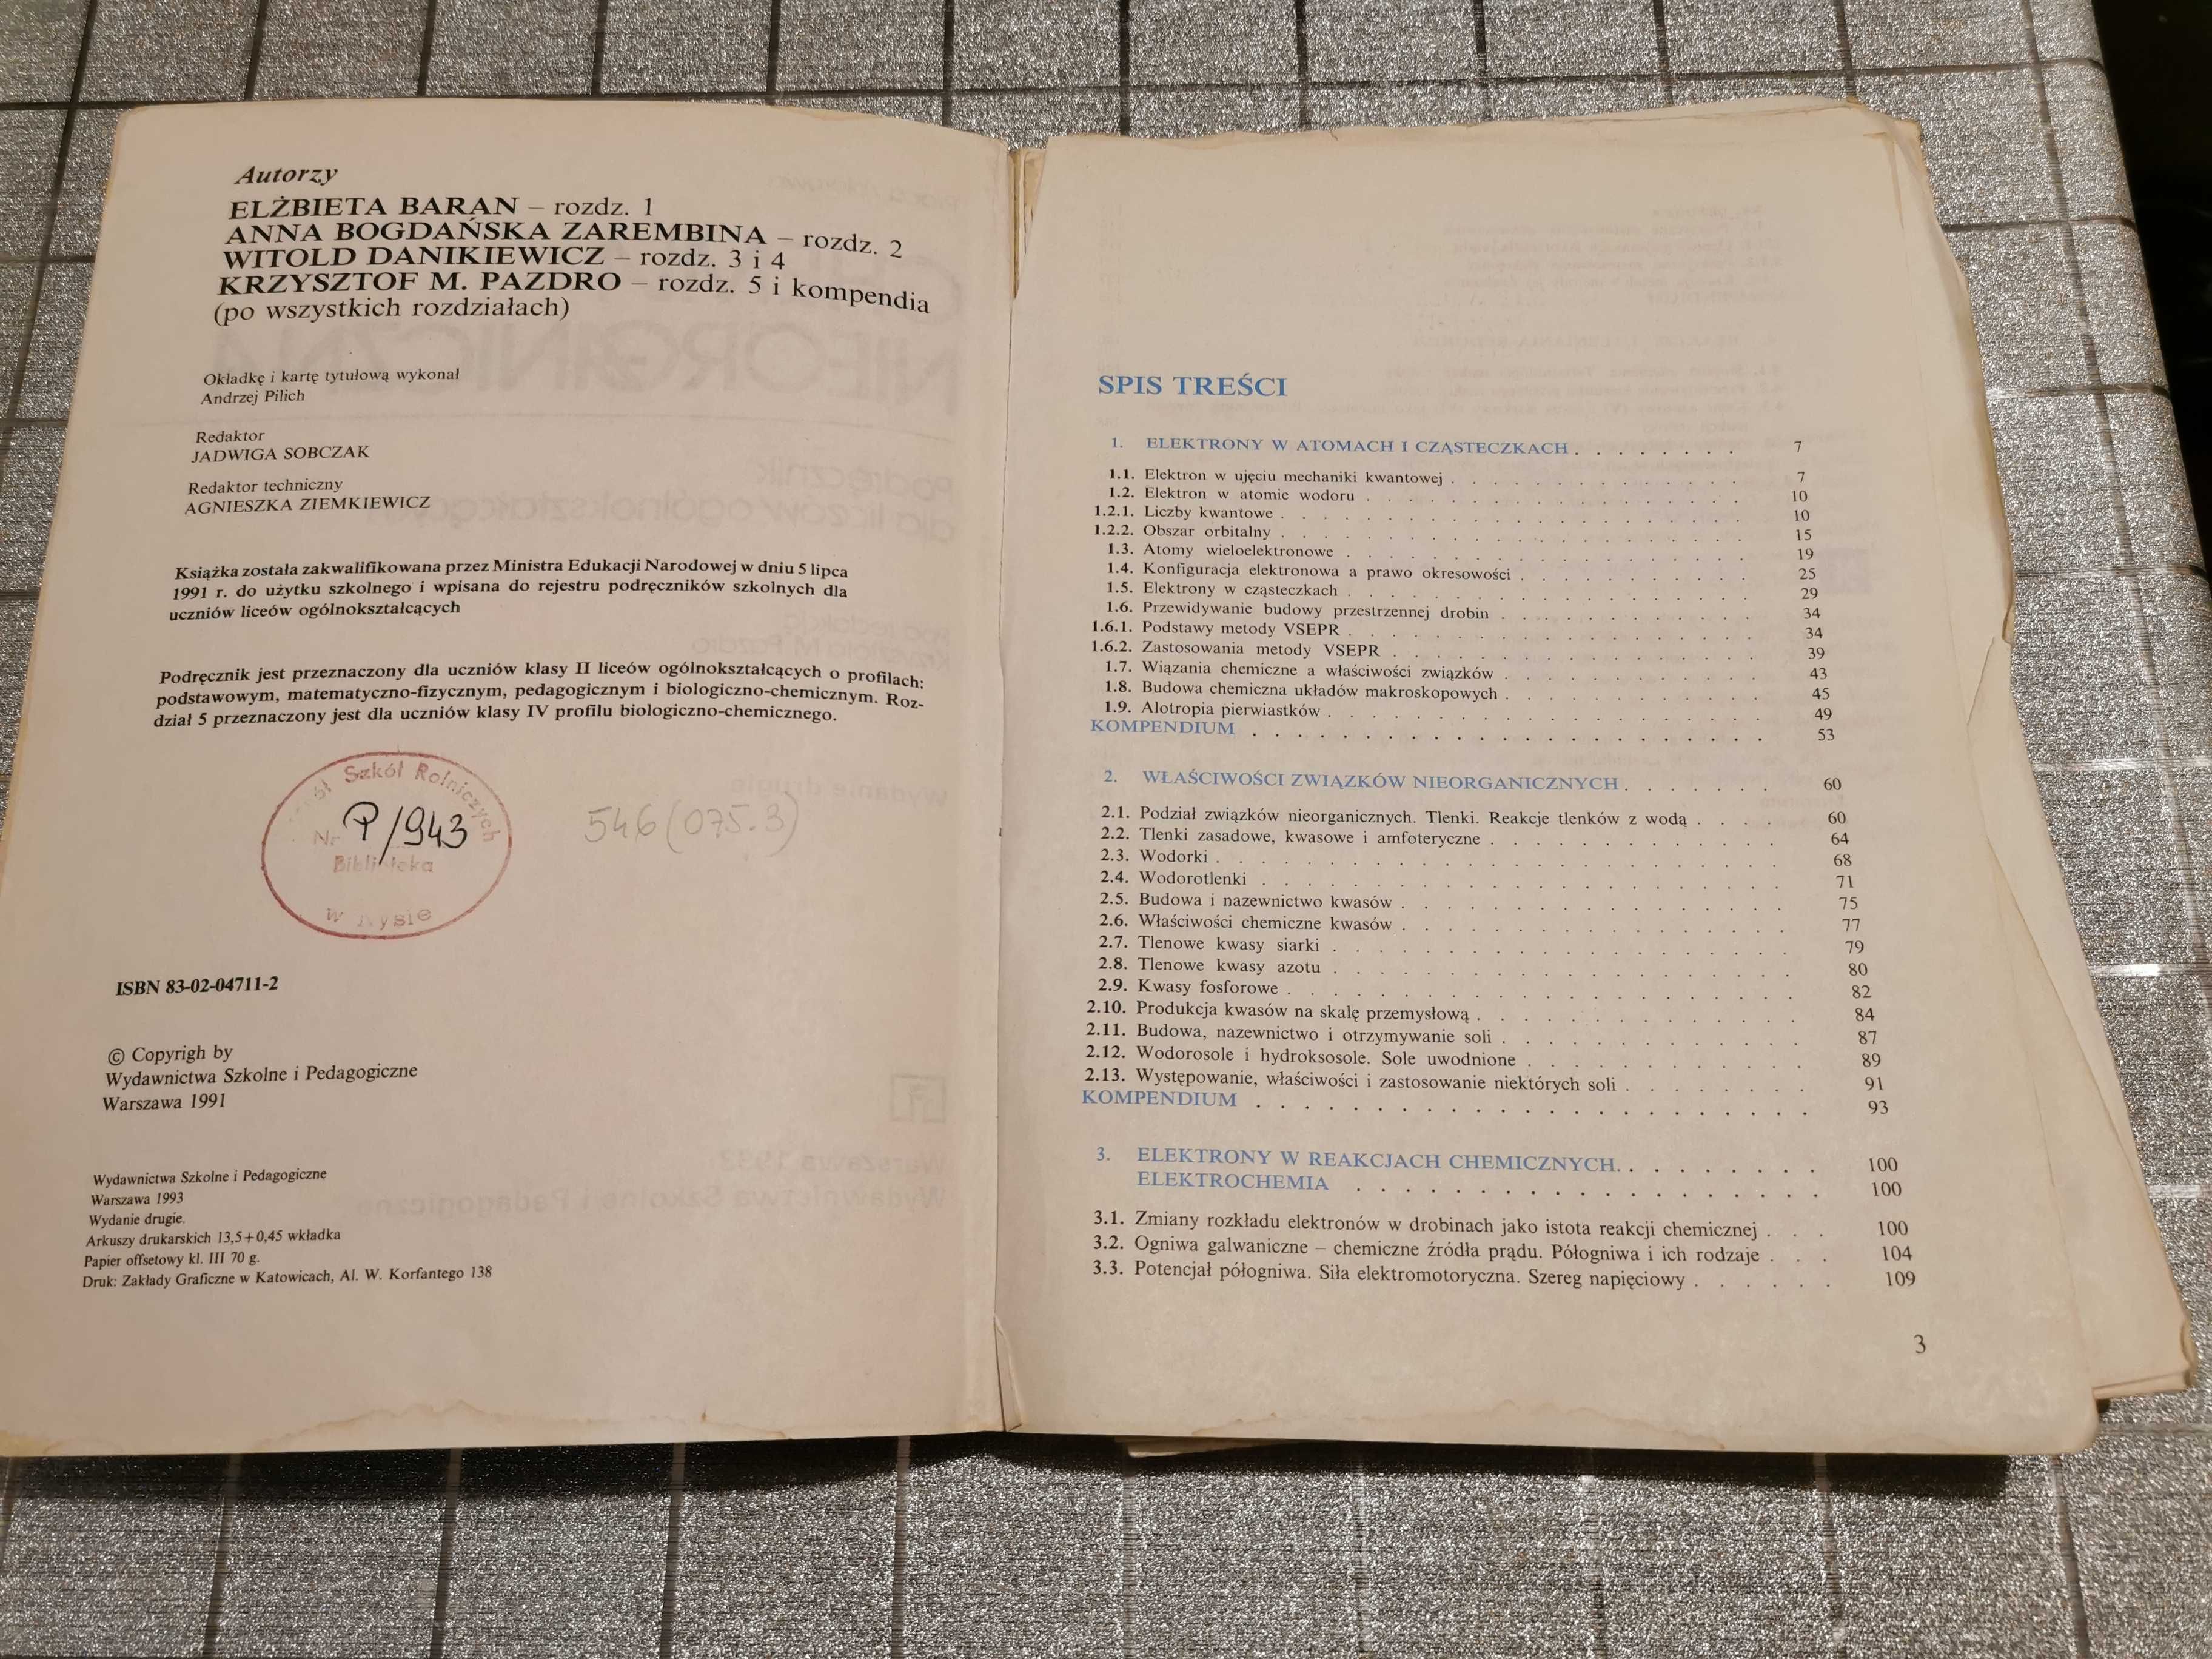 Autorzy
ELŻBIETA BARAN – rozdz. 1
ANNA BOGDAŃSKA ZAREMBINA – rozdz. 2
WITOLD DANIKIEWICZ – rozdz. 3 i 4
KRZYSZTOF M. PAZDRO – rozdz. 5 i kompendia
(po wszystkich rozdziałach)
Okładkę i kartę tytułową wykonał
Andrzej Pilich
Redaktor
JADWIGA SOBCZAK
Redaktor techniczny
AGNIESZKA ZIEMKIEWICZ
Książka została zakwalifikowana przez Ministra Edukacji Narodowej w dniu 5 lipca
1991 r. do użytku szkolnego i wpisana do rejestru podręczników szkolnych dla
uczniów liceów ogólnokształcących
Podręcznik jest przeznaczony dla uczniów klasy II liceów ogólnokształcących o profilach:
podstawowym, matematyczno-fizycznym, pedagogicznym i biologiczno-chemicznym. Roz-
dział 5 przeznaczony jest dla uczniów klasy IV profilu biologiczno-chemicznego.
Szkół Rolniczych
Nr P/943
Biblioteka
w Nysie
546(075.3)
ISBN 83-02-04711-2
© Copyrigh by
Wydawnictwa Szkolne i Pedagogiczne
Warszawa 1991
Wydawnictwa Szkolne i Pedagogiczne
Warszawa 1993
Wydanie drugie.
Arkuszy drukarskich 13,5+0,45 wkładka
Papier offsetowy kl. III 70 g.
Druk: Zakłady Graficzne w Katowicach, Al. W. Korfantego 138
SPIS TREŚCI
1. ELEKTRONY W ATOMACH I CZĄSTECZKACH . . . . . . . . 7
1.1. Elektron w ujęciu mechaniki kwantowej . . . . . . . . . . . . . 7
1.2. Elektron w atomie wodoru . . . . . . . . . . . . . . . . 10
1.2.1. Liczby kwantowe . . . . . . . . . . . . . . . . . . . 10
1.2.2. Obszar orbitalny . . . . . . . . . . . . . . . . . . . 15
1.3. Atomy wieloelektronowe . . . . . . . . . . . . . . . . . 19
1.4. Konfiguracja elektronowa a prawo okresowości . . . . . . . . . . 25
1.5. Elektrony w cząsteczkach . . . . . . . . . . . . . . . . . 29
1.6. Przewidywanie budowy przestrzennej drobin . . . . . . . . . . . 34
1.6.1. Podstawy metody VSEPR . . . . . . . . . . . . . . . . . 34
1.6.2. Zastosowania metody VSEPR . . . . . . . . . . . . . . . 39
1.7. Wiązania chemiczne a właściwości związków . . . . . . . . . . . 43
1.8. Budowa chemiczna układów makroskopowych . . . . . . . . . . . 45
1.9. Alotropia pierwiastków . . . . . . . . . . . . . . . . . . 49
KOMPENDIUM . . . . . . . . . . . . . . . . . . . . . 53
2. WŁAŚCIWOŚCI ZWIĄZKÓW NIEORGANICZNYCH . . . . . . . 60
2.1. Podział związków nieorganicznych. Tlenki. Reakcje tlenków z wodą . . . . 60
2.2. Tlenki zasadowe, kwasowe i amfoteryczne . . . . . . . . . . . . 64
2.3. Wodorki . . . . . . . . . . . . . . . . . . . . . . 68
2.4. Wodorotlenki . . . . . . . . . . . . . . . . . . . . 71
2.5. Budowa i nazewnictwo kwasów . . . . . . . . . . . . . . . 75
2.6. Właściwości chemiczne kwasów . . . . . . . . . . . . . . . 77
2.7. Tlenowe kwasy siarki . . . . . . . . . . . . . . . . . . 79
2.8. Tlenowe kwasy azotu . . . . . . . . . . . . . . . . . . 80
2.9. Kwasy fosforowe . . . . . . . . . . . . . . . . . . . 82
2.10. Produkcja kwasów na skalę przemysłową . . . . . . . . . . . . 84
2.11. Budowa, nazewnictwo i otrzymywanie soli . . . . . . . . . . . . 87
2.12. Wodorosole i hydroksosole. Sole uwodnione . . . . . . . . . . . 89
2.13. Występowanie, właściwości i zastosowanie niektórych soli . . . . . . . 91
KOMPENDIUM . . . . . . . . . . . . . . . . . . . . . 93
3. ELEKTRONY W REAKCJACH CHEMICZNYCH. . . . . . . . . 100
ELEKTROCHEMIA . . . . . . . . . . . . . . . . . . 100
3.1. Zmiany rozkładu elektronów w drobinach jako istota reakcji chemicznej . . . 100
3.2. Ogniwa galwaniczne – chemiczne źródła prądu. Półogniwa i ich rodzaje . . . 104
3.3. Potencjał półogniwa. Siła elektromotoryczna. Szereg napięciowy . . . . . . 109
3